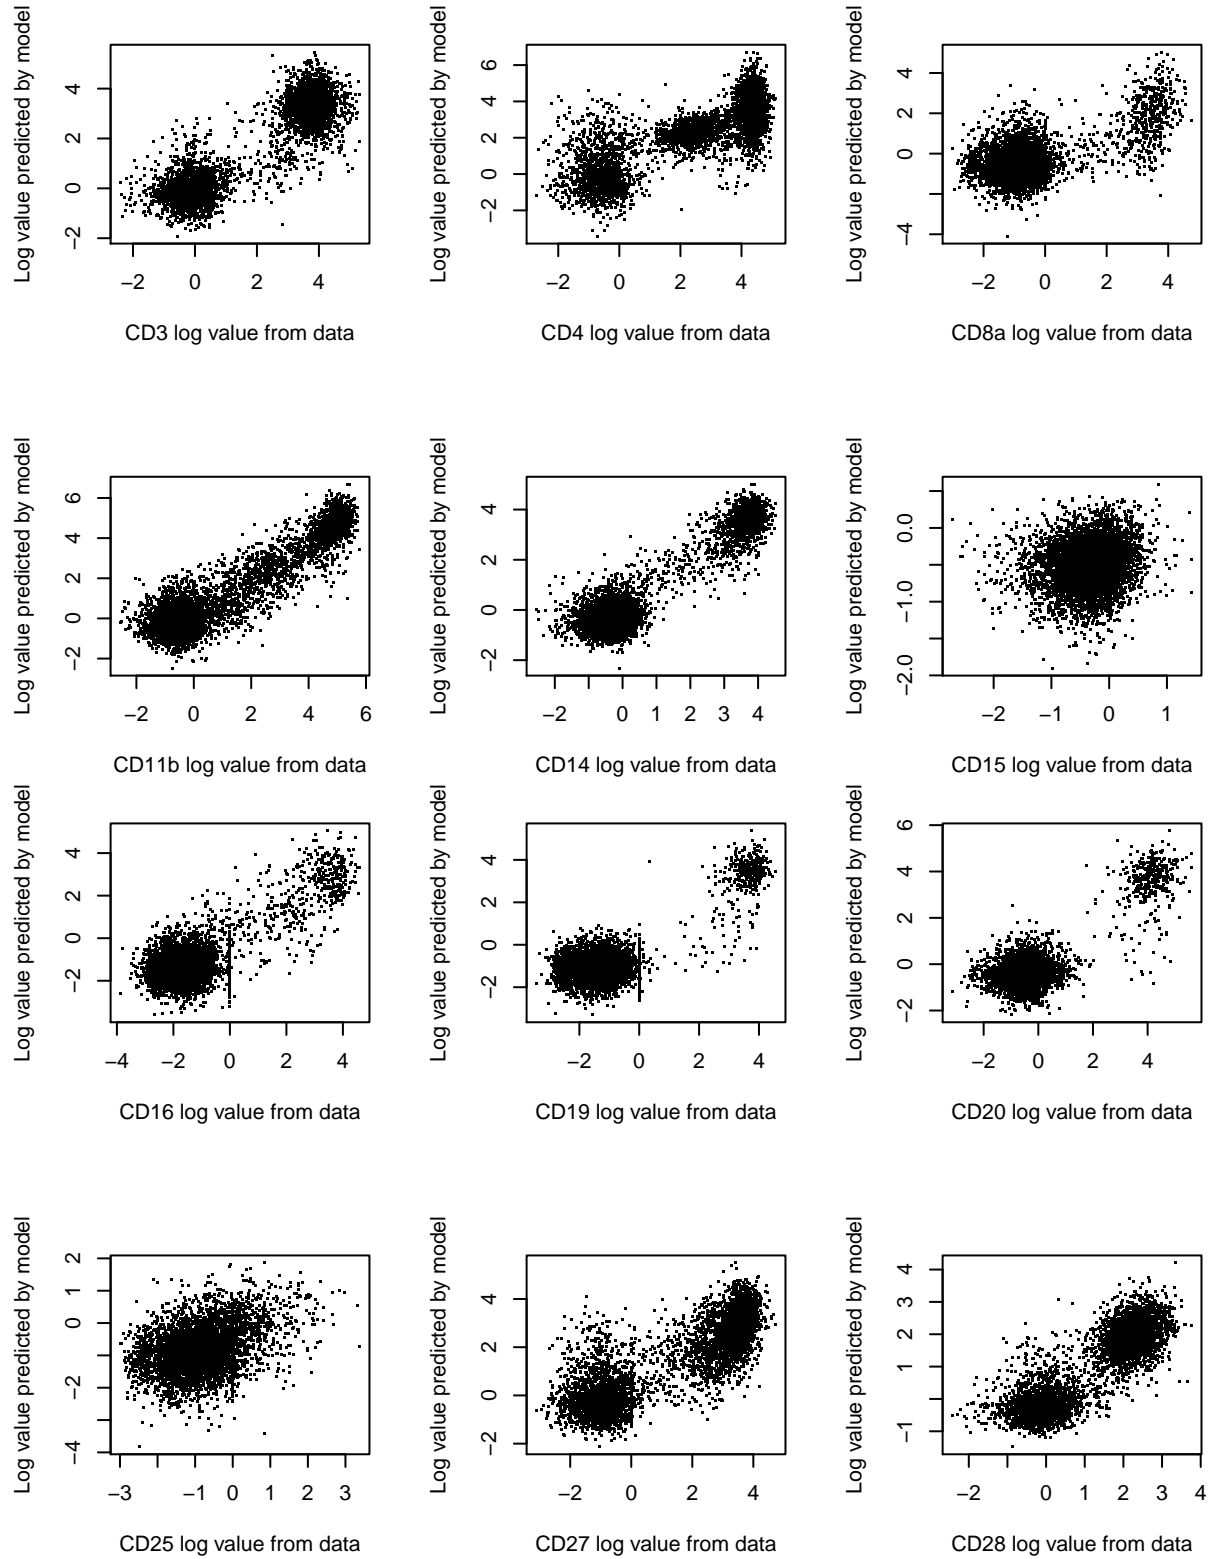 Log value predicted by model
4
2
0
−2
−2 0 2 4
CD3 log value from data
Log value predicted by model
6
4
2
0
−2
−2 0 2 4
CD4 log value from data
Log value predicted by model
4
2
0
−4
−2 0 2 4
CD8a log value from data
Log value predicted by model
6
4
2
0
−2
−2 0 2 4 6
CD11b log value from data
Log value predicted by model
4
2
0
−2
−2 0 1 2 3 4
CD14 log value from data
Log value predicted by model
0.0
−1.0
−2.0
−2 −1 0 1
CD15 log value from data
Log value predicted by model
4
2
0
−2
−4 −2 0 2 4
CD16 log value from data
Log value predicted by model
4
2
0
−2
−2 0 2 4
CD19 log value from data
Log value predicted by model
6
4
2
0
−2
−2 0 2 4
CD20 log value from data
Log value predicted by model
2
1
0
−2
−4
−3 −1 0 1 2 3
CD25 log value from data
Log value predicted by model
4
2
0
−2
−2 0 2 4
CD27 log value from data
Log value predicted by model
4
3
2
1
−1
−2 0 1 2 3 4
CD28 log value from data